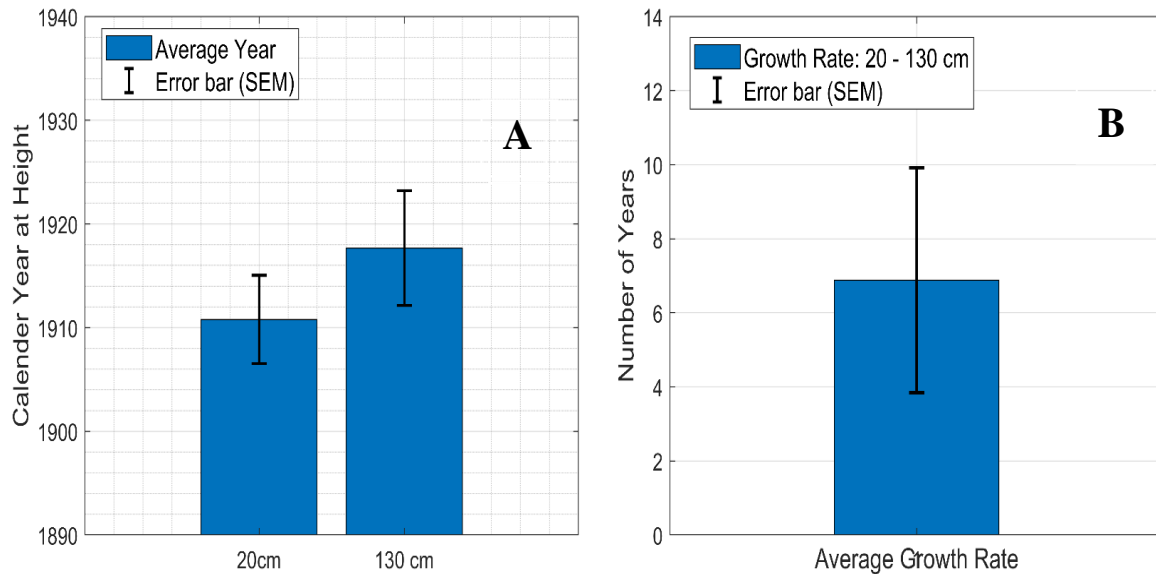 Calender Year at Height
1940
1930
1920
1910
1900
1890
Average Year
Error bar (SEM)
A
20cm
130 cm
Number of Years
14
12
10
8
6
4
2
0
Growth Rate: 20 - 130 cm
Error bar (SEM)
B
Average Growth Rate